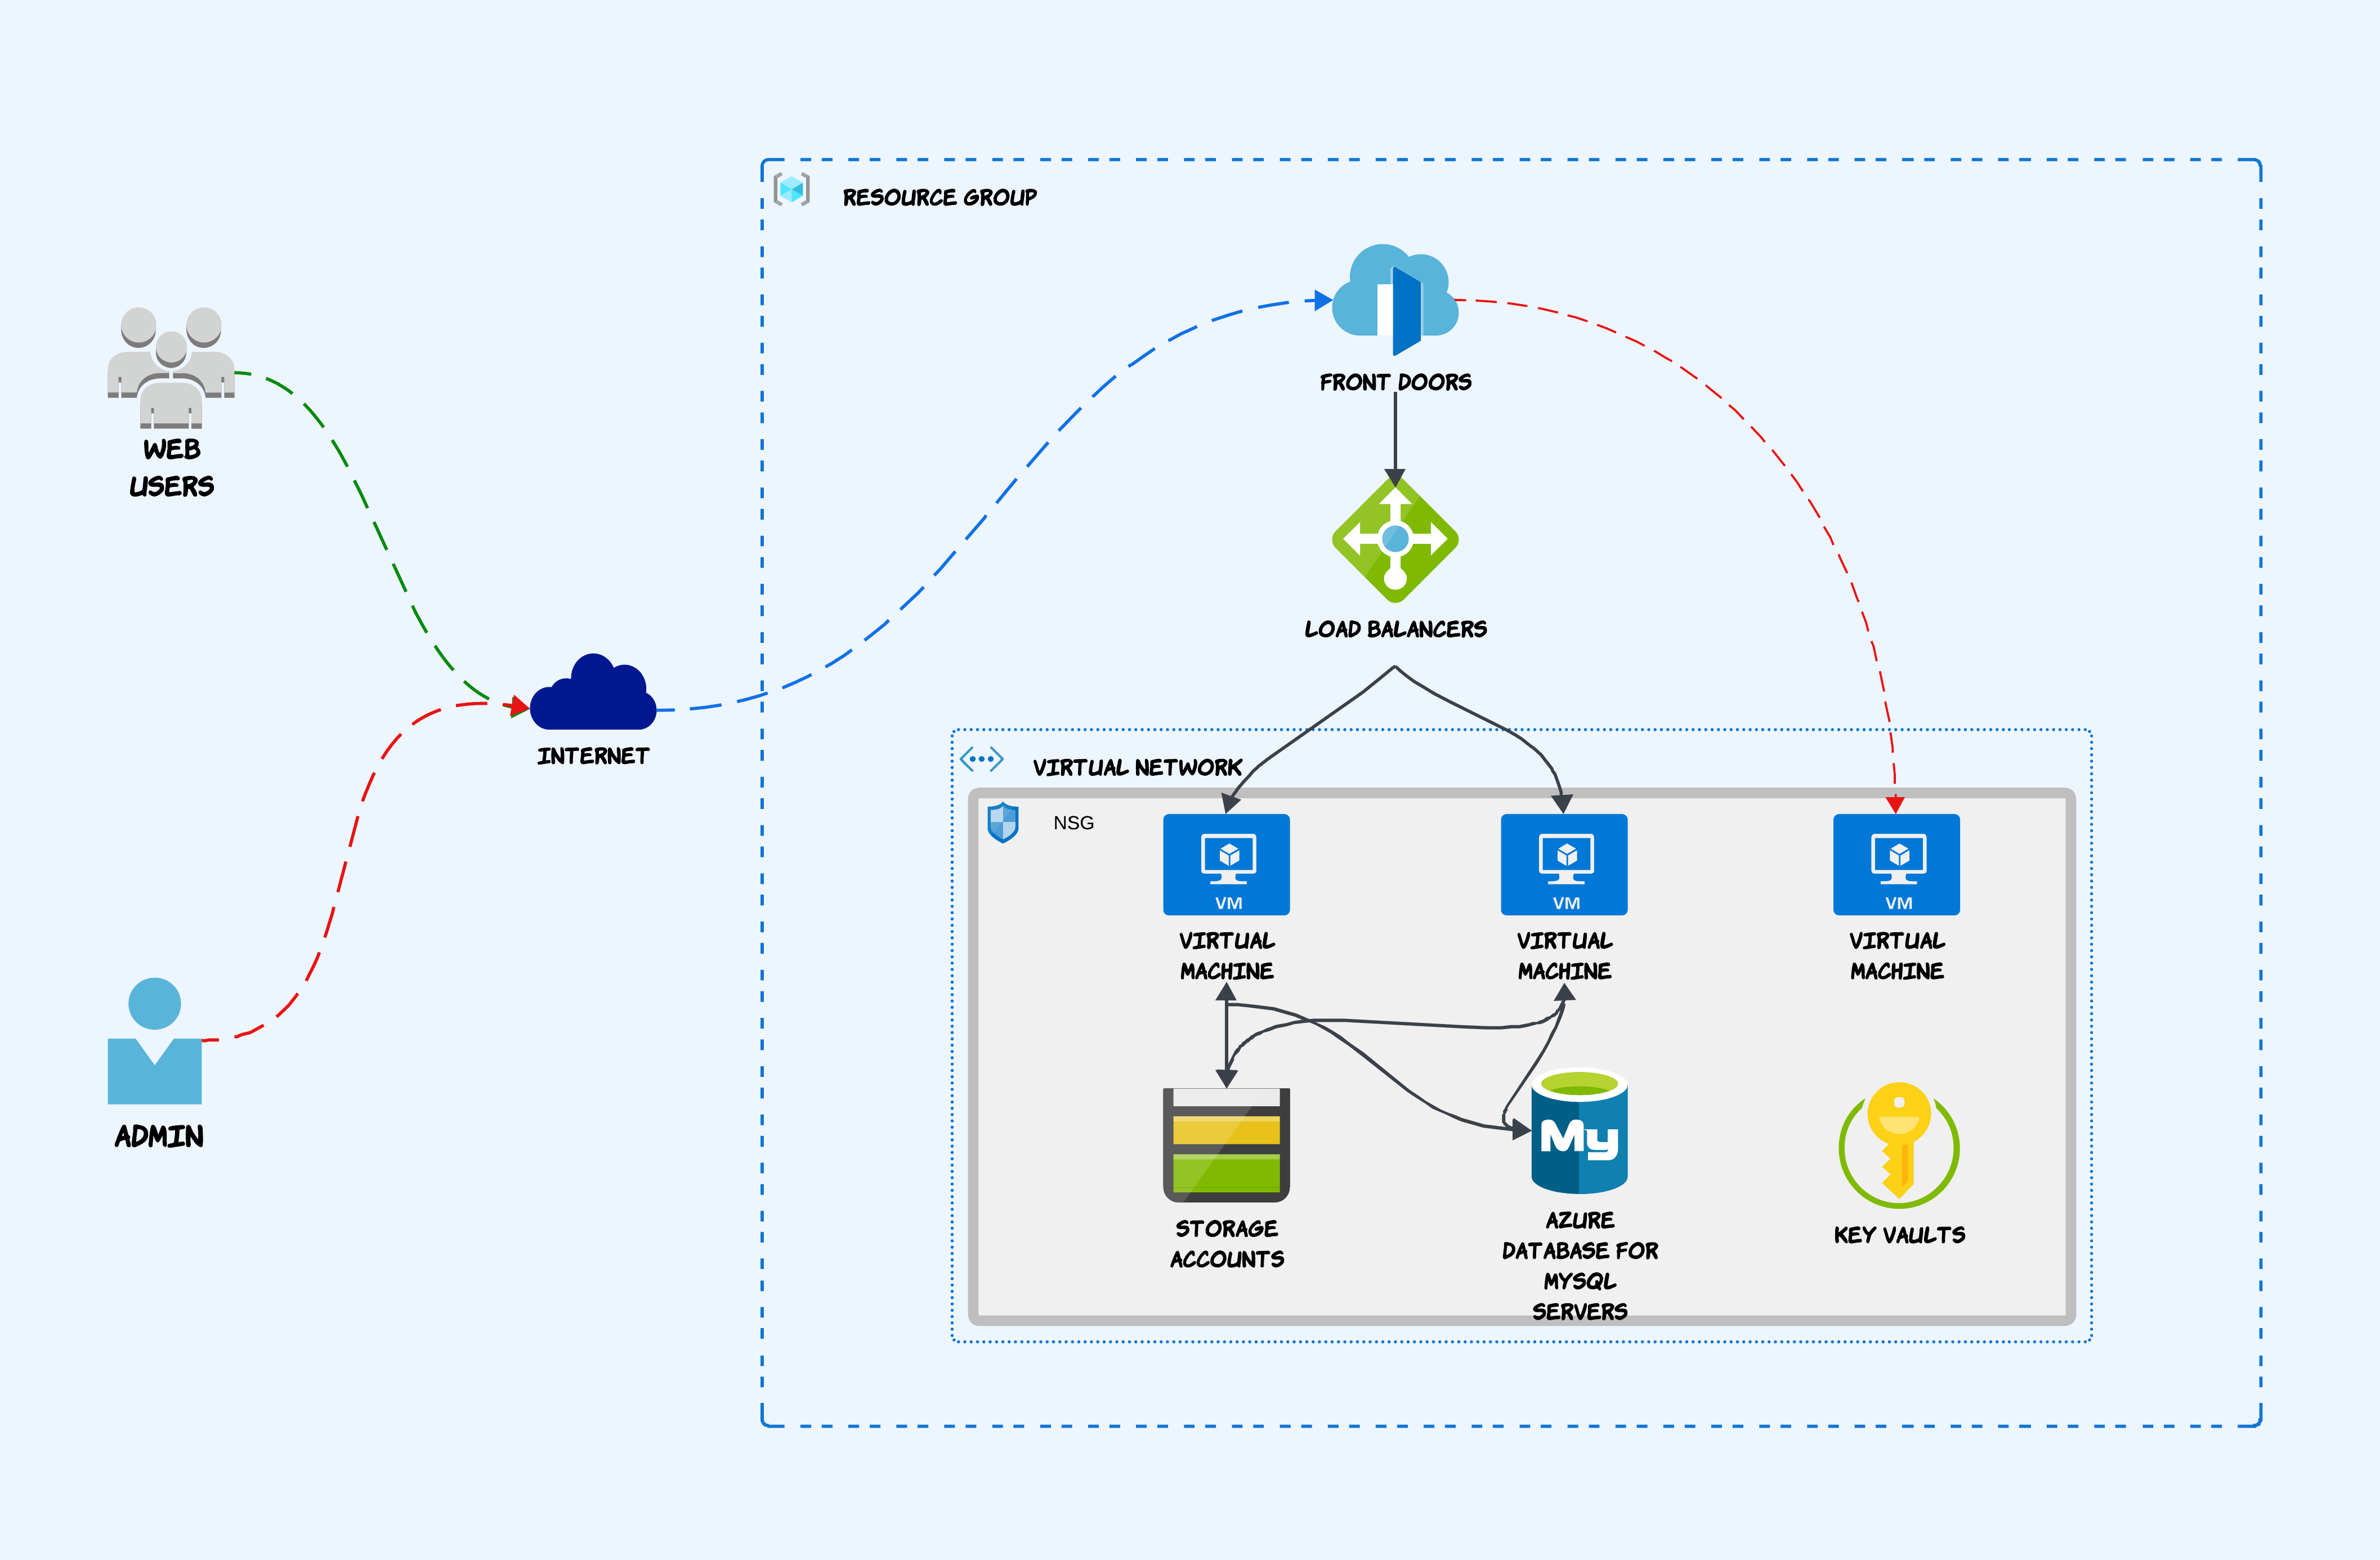 RESOURCE GROUP
FRONT DOORS
WEB
USERS
LOAD BALANCERS
INTERNET
VIRTUAL NETWORK
NSG
VM
VM
VM
VIRTUAL
MACHINE
VIRTUAL
MACHINE
VIRTUAL
MACHINE
ADMIN
My
STORAGE
ACCOUNTS
AZURE
DATABASE FOR
MYSQL
SERVERS
KEY VAULTS